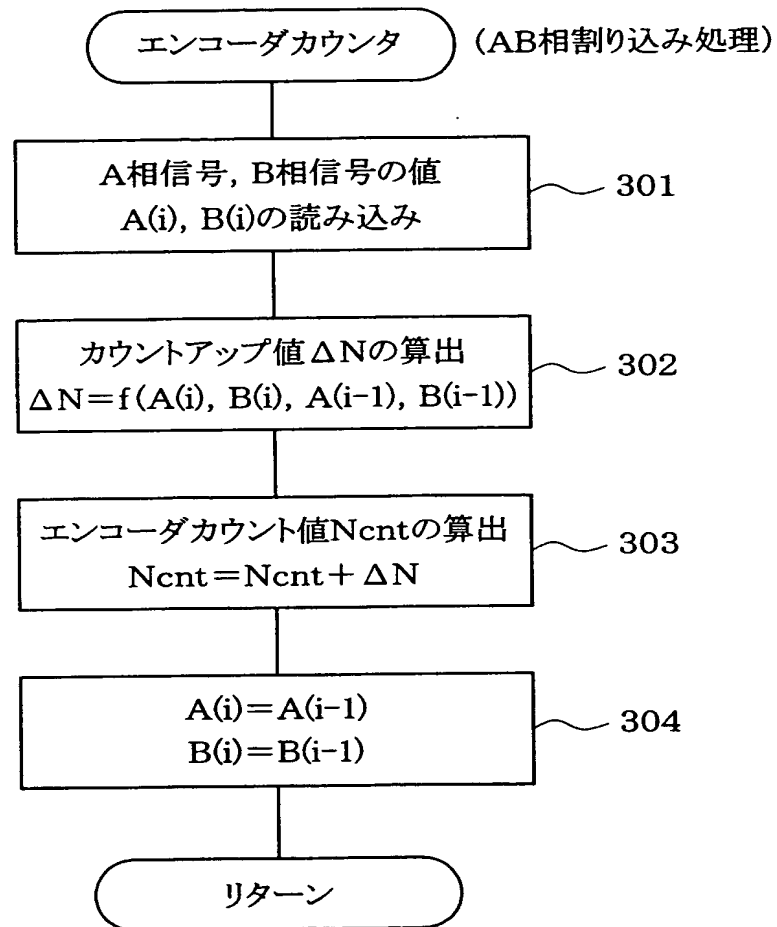 エンコーダカウンタ (AB相割り込み処理)
A相信号, B相信号の値
A(i), B(i)の読み込み
301
カウントアップ値ΔNの算出
ΔN=f(A(i), B(i), A(i-1), B(i-1))
302
エンコーダカウント値Ncntの算出
Ncnt=Ncnt+ΔN
303
A(i)=A(i-1)
B(i)=B(i-1)
304
リターン